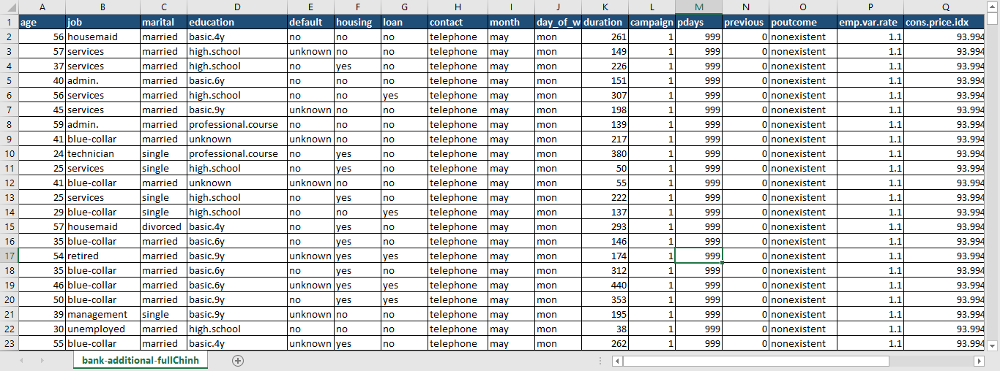 A B C D E F G H I J K L M N O P Q
1 age job marital education default housing loan contact month day_of_w duration campaign pdays previous poutcome emp.var.rate cons.price.idx
2 56 housemaid married basic.4y no no no telephone may mon 261 1 999 0 nonexistent 1.1 93.994
3 57 services married high.school unknown no no telephone may mon 149 1 999 0 nonexistent 1.1 93.994
4 37 services married high.school no yes no telephone may mon 226 1 999 0 nonexistent 1.1 93.994
5 40 admin. married basic.6y no no no telephone may mon 151 1 999 0 nonexistent 1.1 93.994
6 56 services married high.school no no yes telephone may mon 307 1 999 0 nonexistent 1.1 93.994
7 45 services married basic.9y unknown no no telephone may mon 198 1 999 0 nonexistent 1.1 93.994
8 59 admin. married professional.course no no no telephone may mon 139 1 999 0 nonexistent 1.1 93.994
9 41 blue-collar married unknown unknown no no telephone may mon 217 1 999 0 nonexistent 1.1 93.994
10 24 technician single professional.course no yes no telephone may mon 380 1 999 0 nonexistent 1.1 93.994
11 25 services single high.school no yes no telephone may mon 50 1 999 0 nonexistent 1.1 93.994
12 41 blue-collar married unknown unknown no no telephone may mon 55 1 999 0 nonexistent 1.1 93.994
13 25 services single high.school no yes no telephone may mon 222 1 999 0 nonexistent 1.1 93.994
14 29 blue-collar single high.school no no yes telephone may mon 137 1 999 0 nonexistent 1.1 93.994
15 57 housemaid divorced basic.4y no yes no telephone may mon 293 1 999 0 nonexistent 1.1 93.994
16 35 blue-collar married basic.6y no yes no telephone may mon 146 1 999 0 nonexistent 1.1 93.994
17 54 retired married basic.9y unknown yes yes telephone may mon 174 1 999 0 nonexistent 1.1 93.994
18 35 blue-collar married basic.6y no yes no telephone may mon 312 1 999 0 nonexistent 1.1 93.994
19 46 blue-collar married basic.6y unknown yes yes telephone may mon 440 1 999 0 nonexistent 1.1 93.994
20 50 blue-collar married basic.9y no yes yes telephone may mon 353 1 999 0 nonexistent 1.1 93.994
21 39 management single basic.9y unknown no no telephone may mon 195 1 999 0 nonexistent 1.1 93.994
22 30 unemployed married high.school no no no telephone may mon 38 1 999 0 nonexistent 1.1 93.994
23 55 blue-collar married basic.4y unknown yes no telephone may mon 262 1 999 0 nonexistent 1.1 93.994
bank-additional-fullChinh